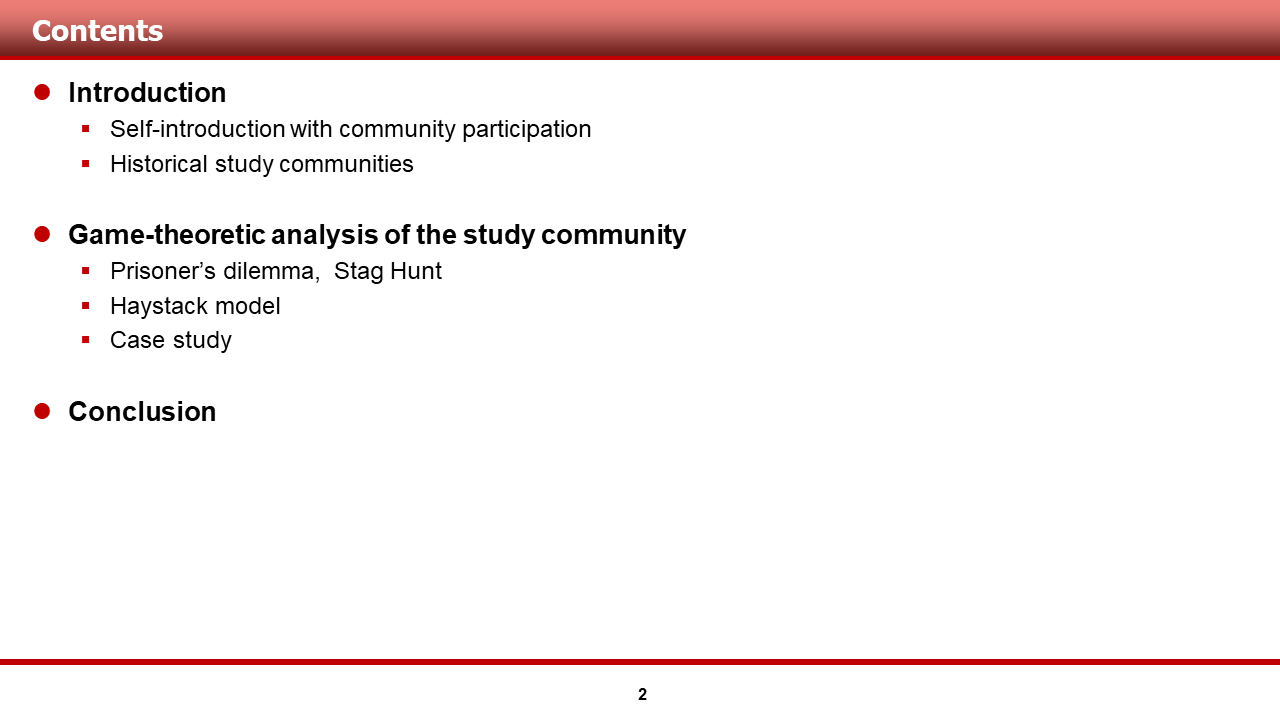 Contents
Introduction
Self-introduction with community participation
Historical study communities
Game-theoretic analysis of the study community
Prisoner’s dilemma,  Stag Hunt
Haystack model
Case study
Conclusion
2